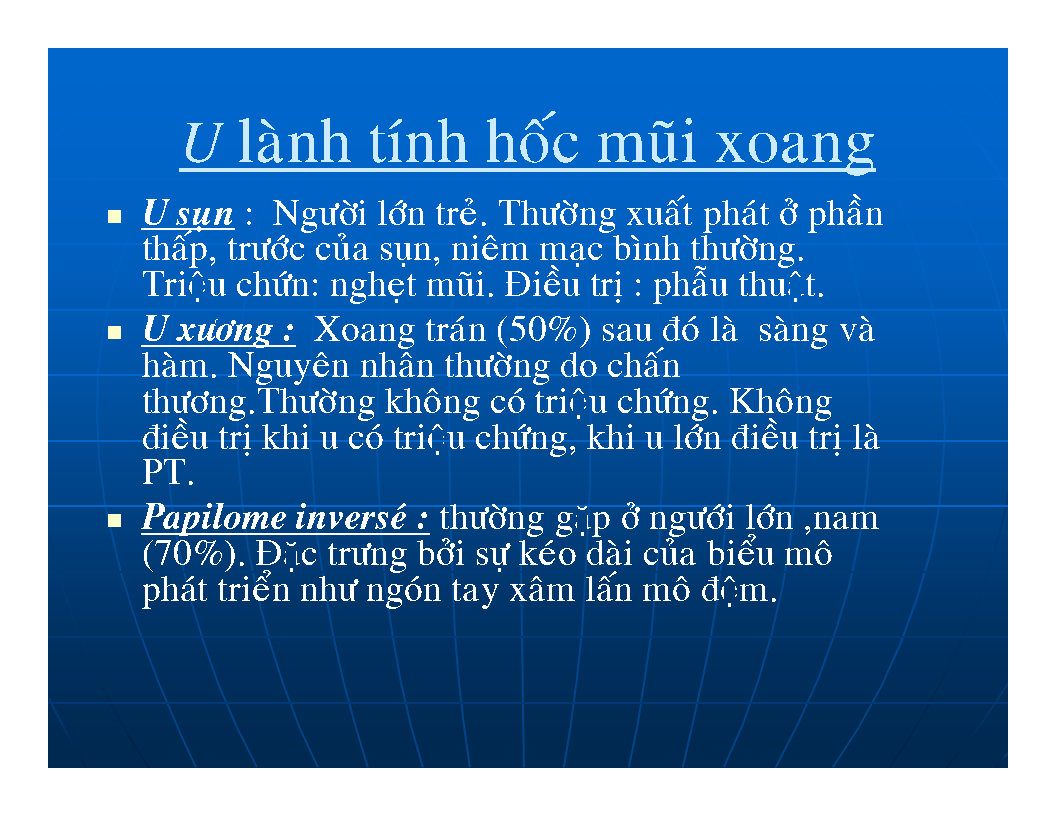 U lành tính hốc mũi xoang
U sụn : Người lớn trẻ. Thường xuất phát ở phần
thấp, trước của sụn, niêm mạc bình thường.
Triệu chứn: nghẹt mũi. Điều trị : phẫu thuật.
U xương : Xoang trán (50%) sau đó là sàng và
hàm. Nguyên nhân thường do chấn
thương.Thường không có triệu chứng. Không
điều trị khi u có triệu chứng, khi u lớn điều trị là
PT.
Papilome inversé : thường gặp ở ngưới lớn ,nam
(70%). Đặc trưng bởi sự kéo dài của biểu mô
phát triển như ngón tay xâm lấn mô đệm.